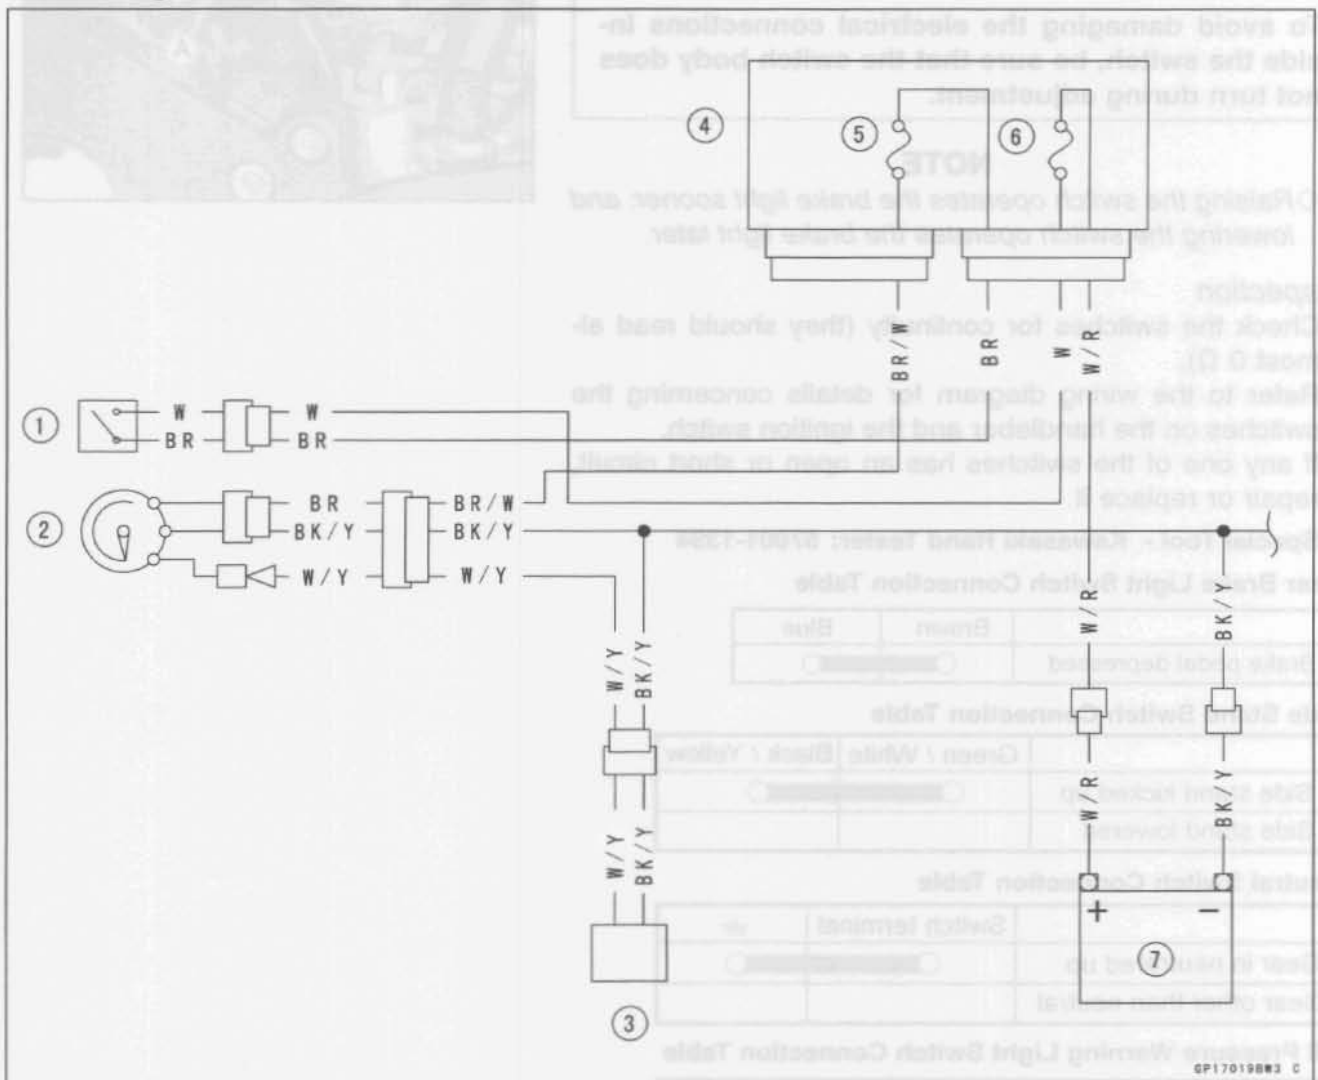 To avoid damaging the electrical connections in-
side the switch, be sure that the switch body does
not turn during adjustment.
4
5
6
NOTE
Raising the switch operates the brake light sooner, and
lowering the switch operates the brake light later
Check the switches for continuity (they should read al-
most 0 Ω).
BR/W
BR
W
W/R
Refer to the wiring diagram for details concerning the
switches on the handlebar and the ignition switch.
If any one of the switches has an open or short circuit,
repair or replace it
1
W
W
BR
BR
2
BR
BR/W
BK/Y
BK/Y
W/Y
W/Y
Special Tool - Kawasaki Hand Tester: 57001-1394
Brake Light Switch Connection Table
Brown
Blue
Brake pedal depressed
W/Y
BK/Y
W/R
BK/Y
Side Stand Switch Connection Table
Green / White
Black / Yellow
Side stand kicked up
Side stand lowered
W/Y
BK/Y
W/R
BK/Y
Neutral Switch Connection Table
+
−
Switch terminal
7
Gear in neutral
Gear other than neutral
3
Pressure Warning Light Switch Connection Table
GP17019BW3 C